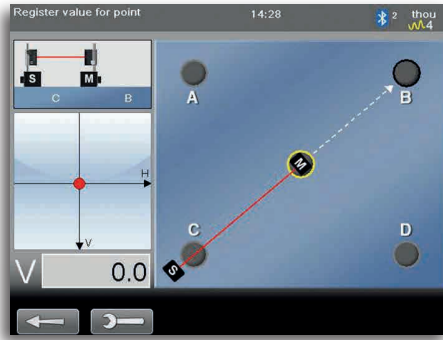 Register value for point
14:28
2
thou
4
S
M
C
B
H
V
V
0.0
A
B
M
C
D
S